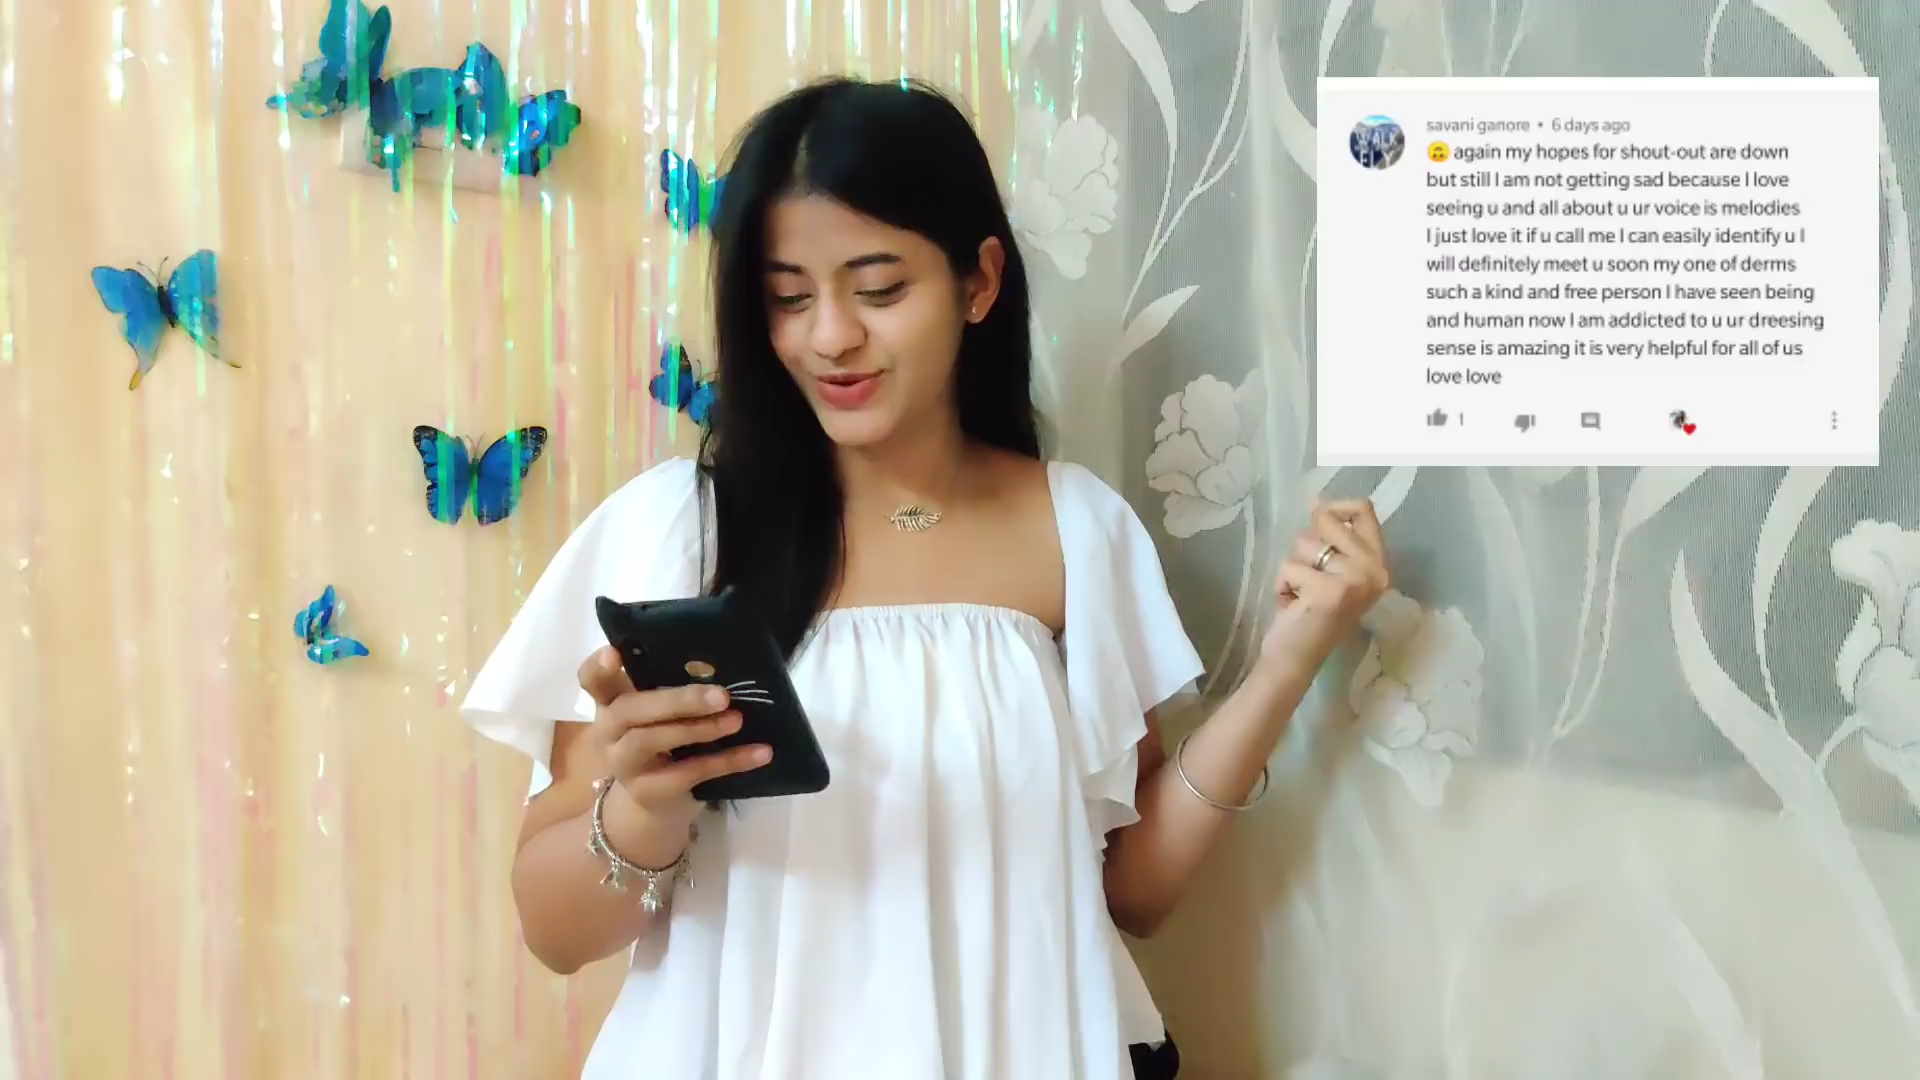 savani ganore • 6 days ago
🙃 again my hopes for shout-out are down
but still I am not getting sad because I love
seeing u and all about u ur voice is melodies
I just love it if u call me I can easily identify u I
will definitely meet u soon my one of derms
such a kind and free person I have seen being
and human now I am addicted to u ur dreesing
sense is amazing it is very helpful for all of us
love love
1